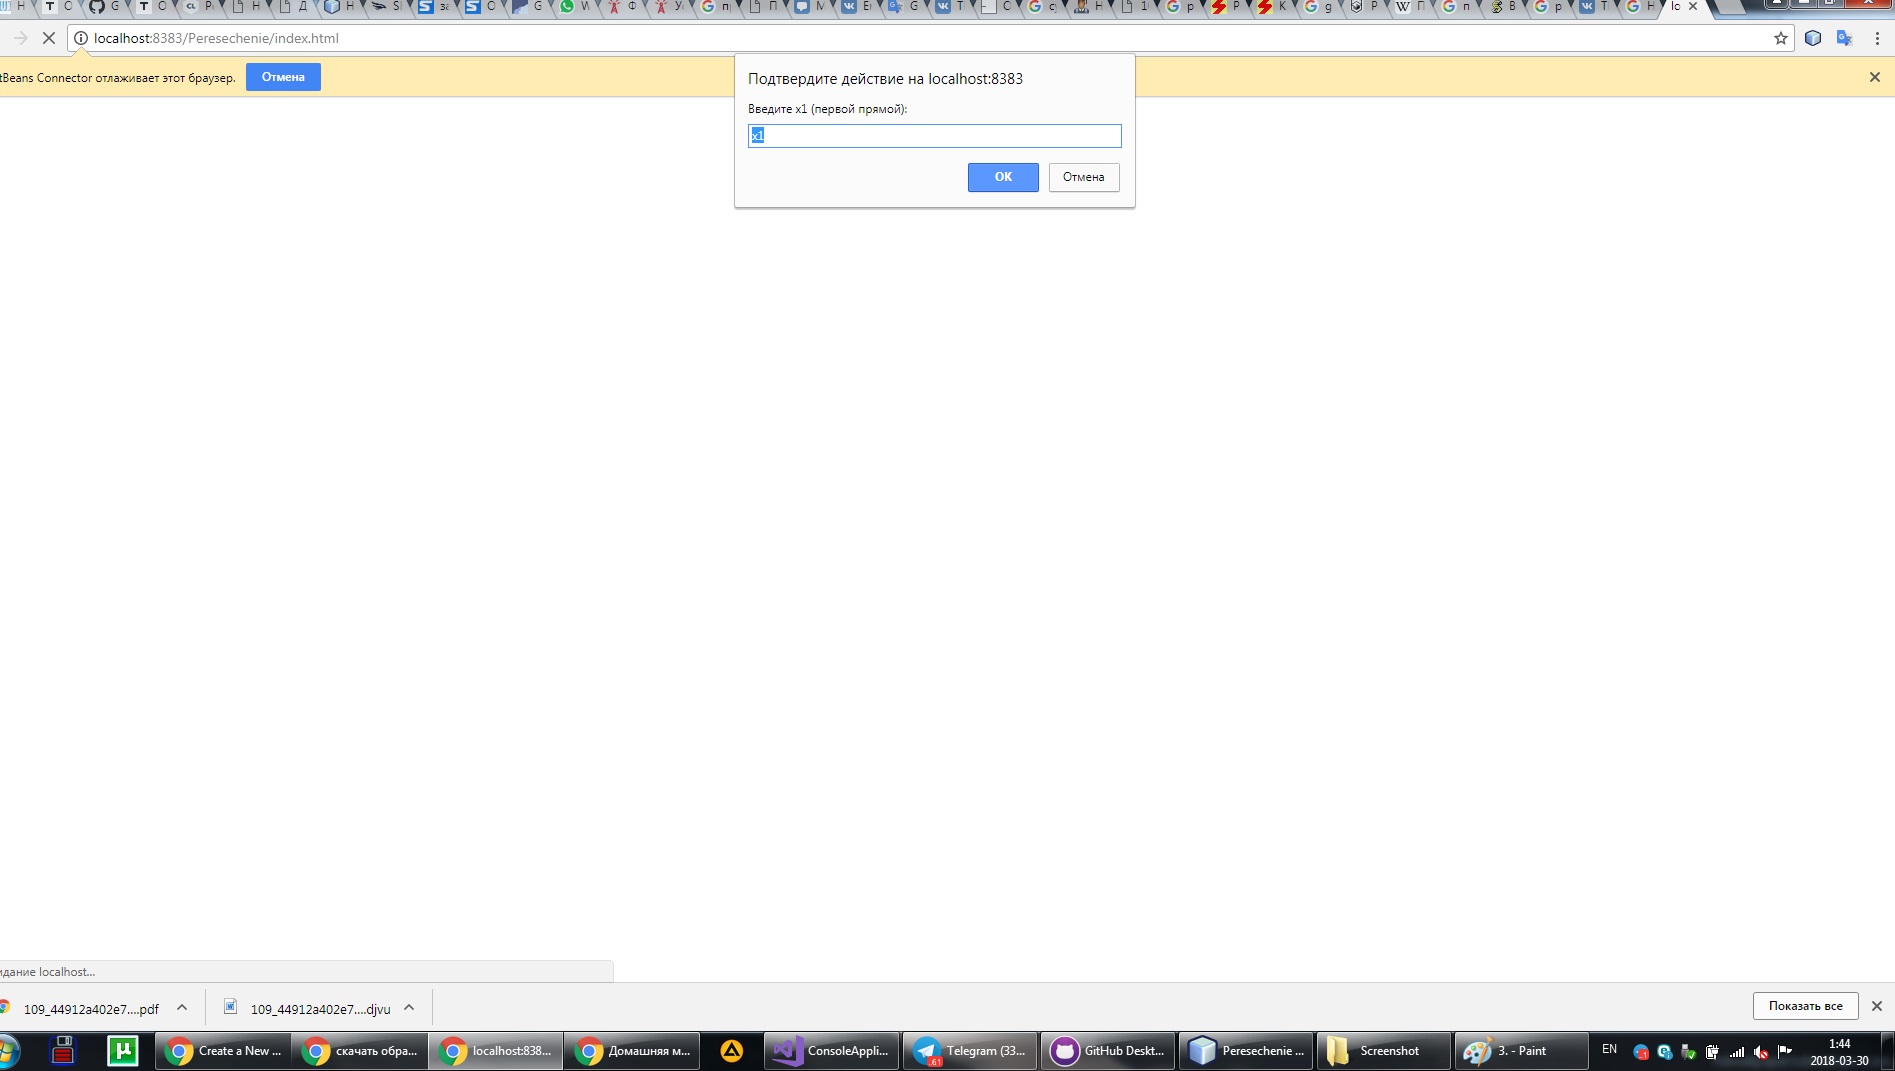 localhost:8383/Peresechenie/index.html
tBeans Connector отлаживает этот браузер.
Отмена
Подтвердите действие на localhost:8383
Введите x1 (первой прямой):
x1
ОК
Отмена
идание localhost...
109_44912a402e7....pdf
109_44912a402e7....djvu
Показать все
Create a New ...
скачать обра...
localhost:838...
Домашняя м...
ConsoleAppli...
Telegram (33...
GitHub Deskt...
Peresechenie ...
Screenshot
3. - Paint
EN
1:44
2018-03-30